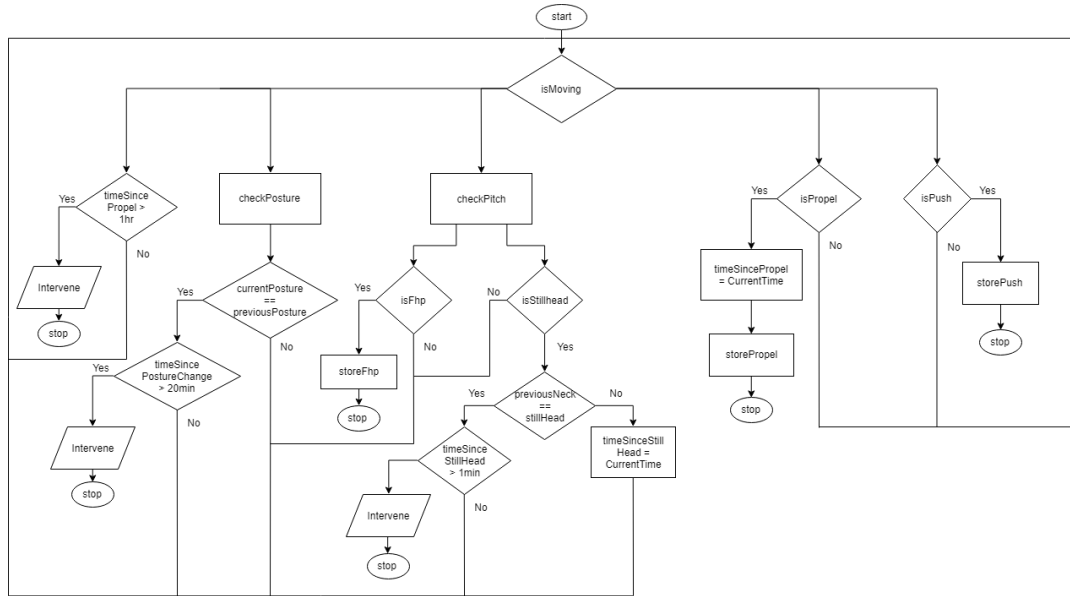 start
isMoving
Yes
timeSince
Propel >
1hr
No
Intervene
stop
checkPosture
Yes
currentPosture
==
previousPosture
No
Yes
timeSince
PostureChange
> 20min
No
Intervene
stop
checkPitch
Yes
isFhp
No
storeFhp
stop
No
isStillhead
Yes
Yes
previousNeck
==
stillHead
No
timeSince
StillHead
> 1min
No
Intervene
stop
timeSinceStill
Head =
CurrentTime
Yes
isPropel
No
timeSincePropel
= CurrentTime
storePropel
stop
isPush
Yes
No
storePush
stop